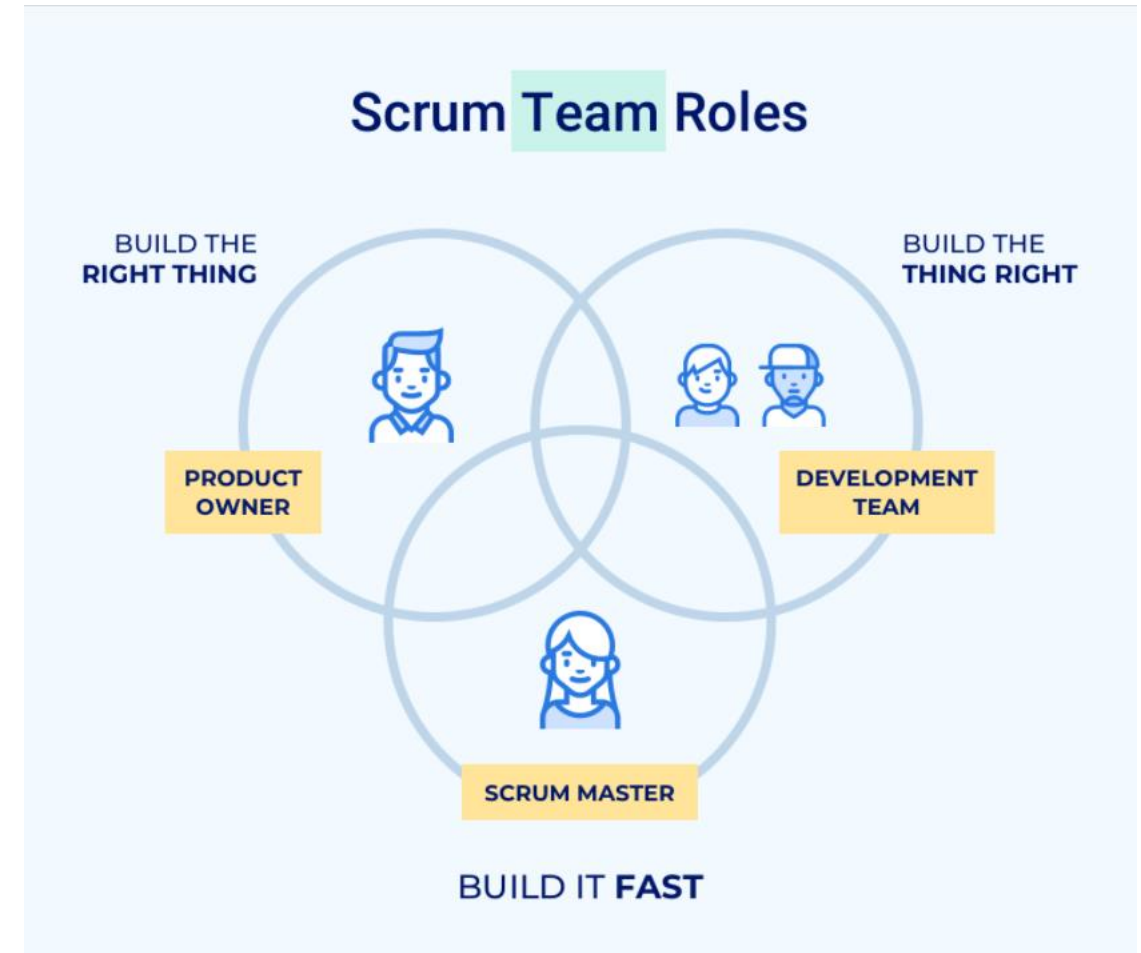 Scrum Team Roles
BUILD THE
RIGHT THING
BUILD THE
THING RIGHT
PRODUCT
OWNER
DEVELOPMENT
TEAM
SCRUM MASTER
BUILD IT FAST